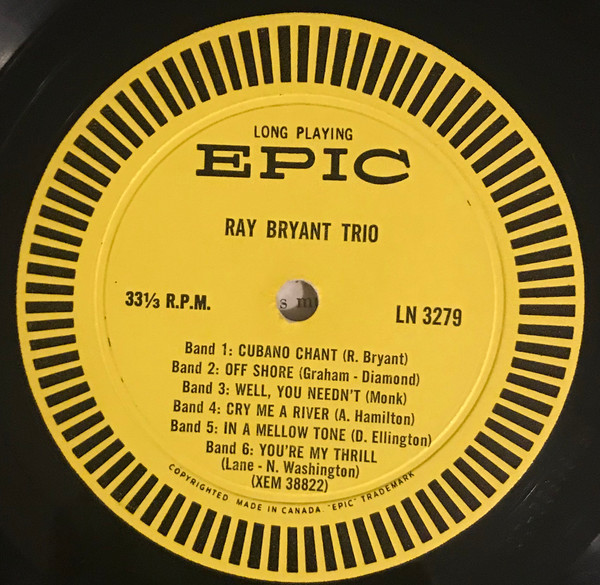 LONG PLAYING
EPIC
RAY BRYANT TRIO
33⅓ R.P.M.
s m
LN 3279
Band 1: CUBANO CHANT (R. Bryant)
Band 2: OFF SHORE (Graham - Diamond)
Band 3: WELL, YOU NEEDN'T (Monk)
Band 4: CRY ME A RIVER (A. Hamilton)
Band 5: IN A MELLOW TONE (D. Ellington)
Band 6: YOU'RE MY THRILL
(Lane - N. Washington)
(XEM 38822)
COPYRIGHTED MADE IN CANADA. "EPIC" TRADEMARK